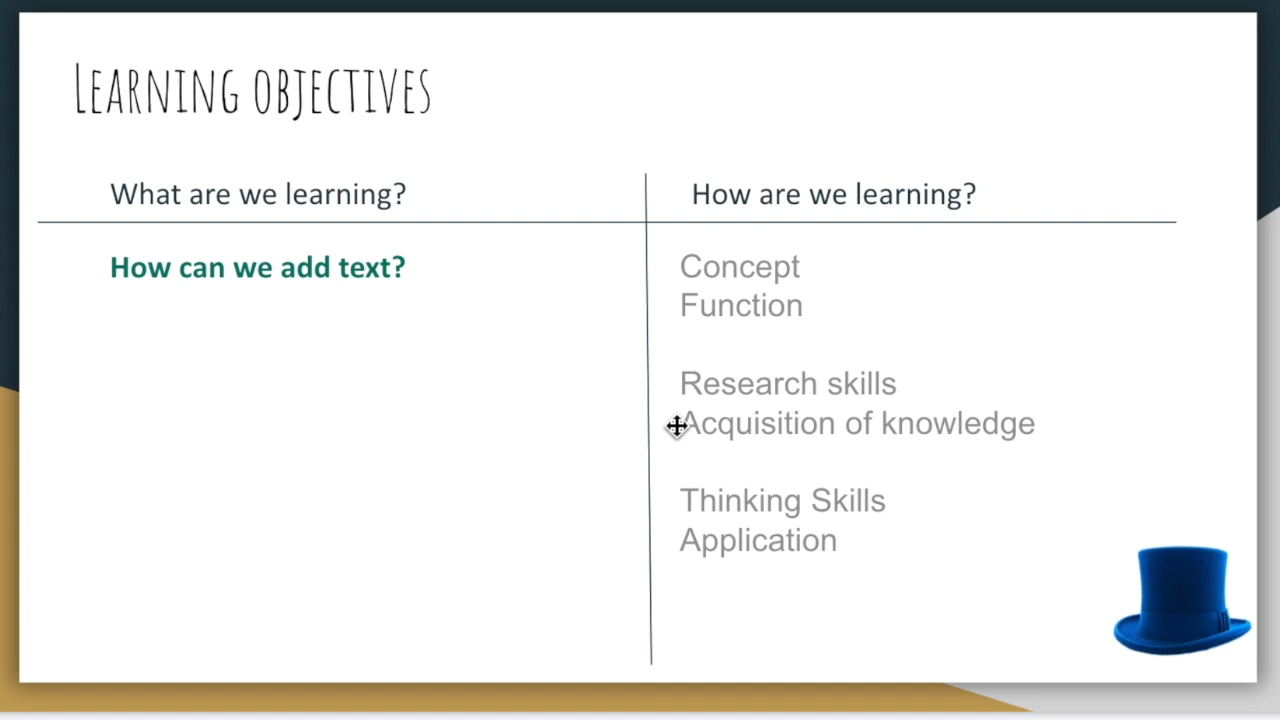 Learning objectives
What are we learning?
How can we add text?
How are we learning?
Concept
Function
Research skills
Acquisition of knowledge
Thinking Skills
Application